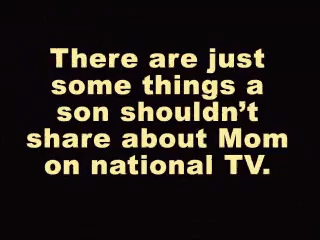 There are just
some things a
son shouldn’t
share about Mom
on national TV.